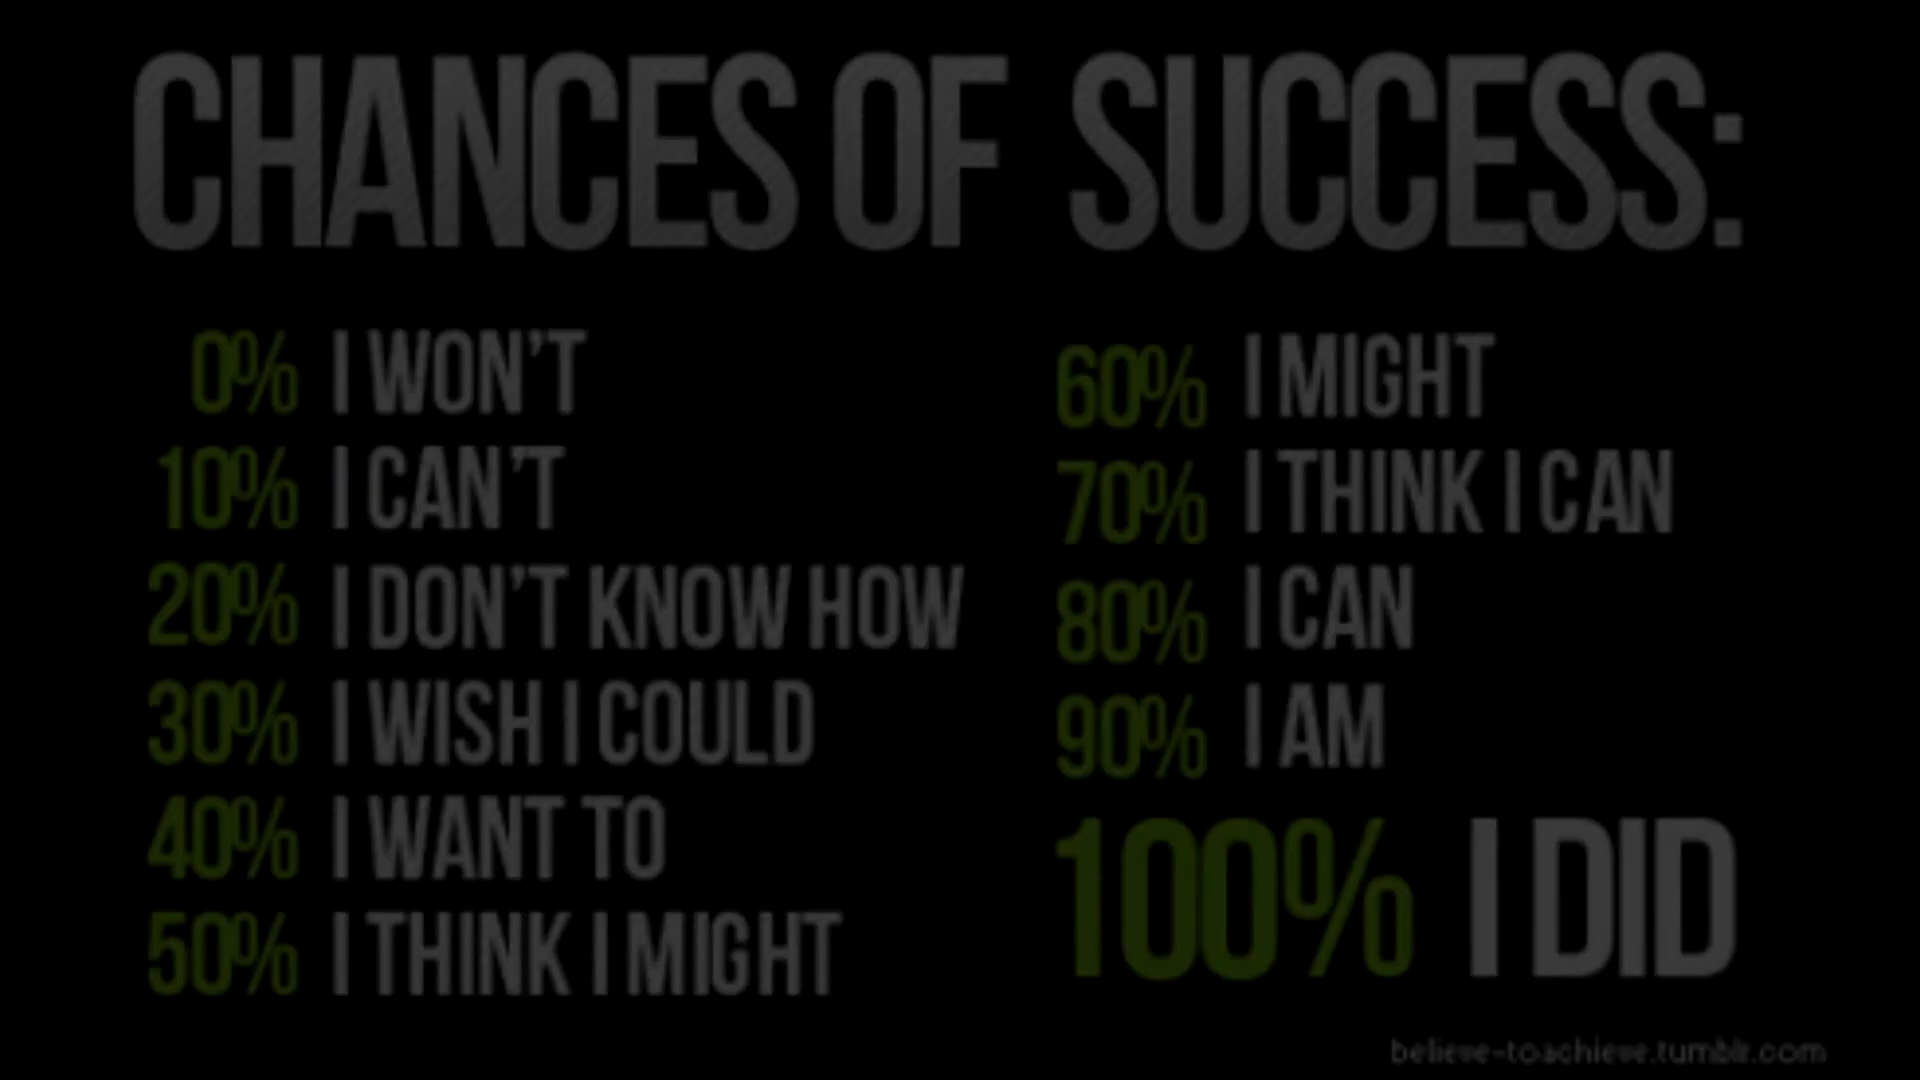 CHANCES OF SUCCESS:
0% I WON'T
10% I CAN'T
20% I DON'T KNOW HOW
30% I WISH I COULD
40% I WANT TO
50% I THINK I MIGHT
60% I MIGHT
70% I THINK I CAN
80% I CAN
90% I AM
100% I DID
believe-toachieve.tumblr.com